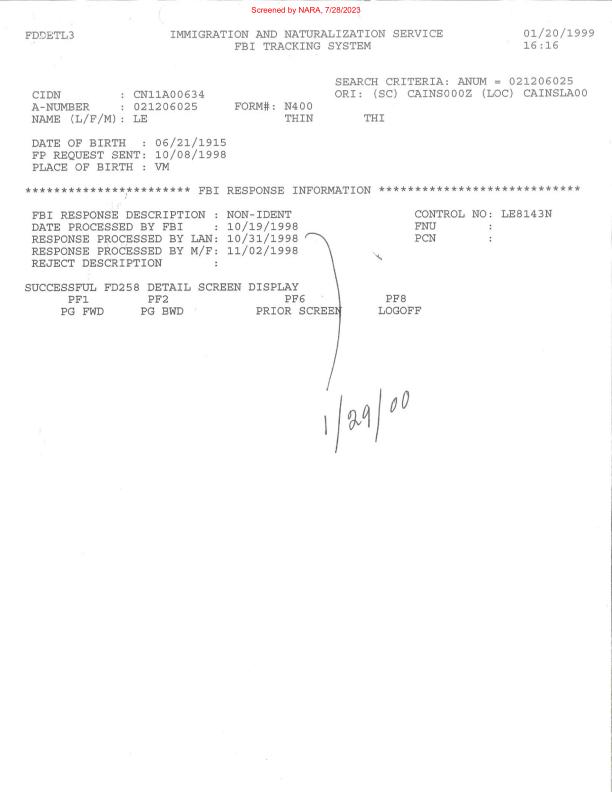 Screened by NARA, 7/28/2023
FDDETL3 IMMIGRATION AND NATURALIZATION SERVICE 01/20/1999
FBI TRACKING SYSTEM 16:16
SEARCH CRITERIA: ANUM = 021206025
CIDN : CN11A00634 ORI: (SC) CAINS000Z (LOC) CAINSLA00
A-NUMBER : 021206025 FORM#: N400
NAME (L/F/M): LE THIN THI
DATE OF BIRTH : 06/21/1915
FP REQUEST SENT: 10/08/1998
PLACE OF BIRTH : VM
*********************** FBI RESPONSE INFORMATION ****************************
FBI RESPONSE DESCRIPTION : NON-IDENT CONTROL NO: LE8143N
DATE PROCESSED BY FBI : 10/19/1998 FNU :
RESPONSE PROCESSED BY LAN: 10/31/1998 PCN :
RESPONSE PROCESSED BY M/F: 11/02/1998
REJECT DESCRIPTION :
SUCCESSFUL FD258 DETAIL SCREEN DISPLAY
PF1 PF2 PF6 PF8
PG FWD PG BWD PRIOR SCREEN LOGOFF
1/29/00